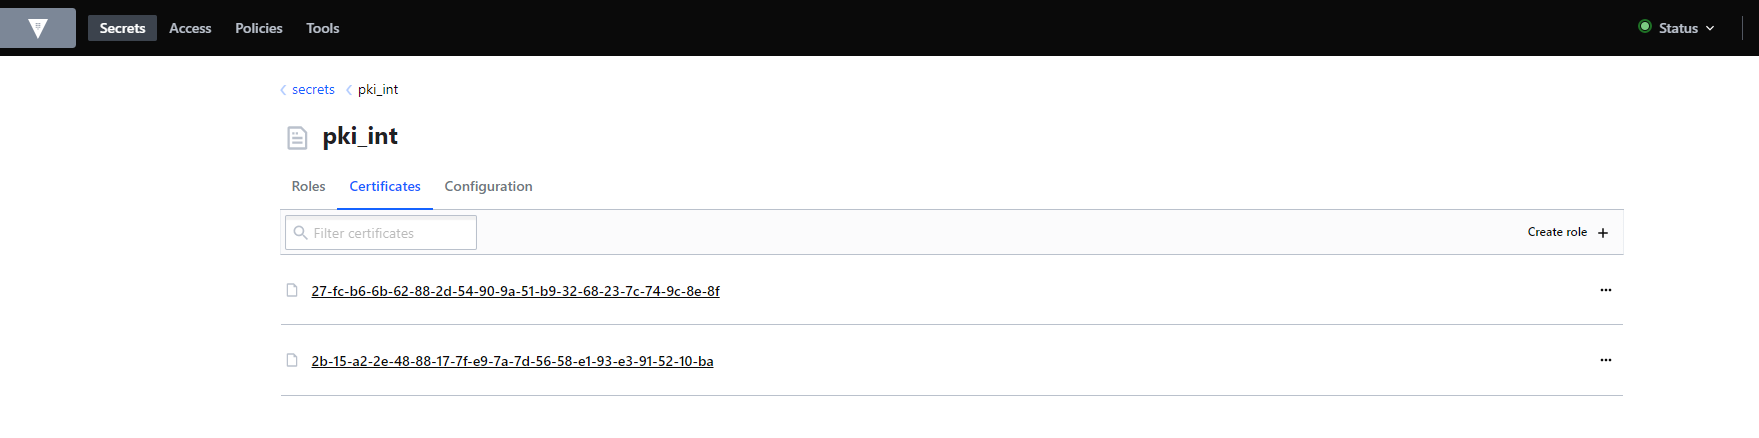 Secrets Access Policies Tools Status
secrets pki_int
pki_int
Roles Certificates Configuration
Filter certificates Create role +
27-fc-b6-6b-62-88-2d-54-90-9a-51-b9-32-68-23-7c-74-9c-8e-8f ...
2b-15-a2-2e-48-88-17-7f-e9-7a-7d-56-58-e1-93-e3-91-52-10-ba ...